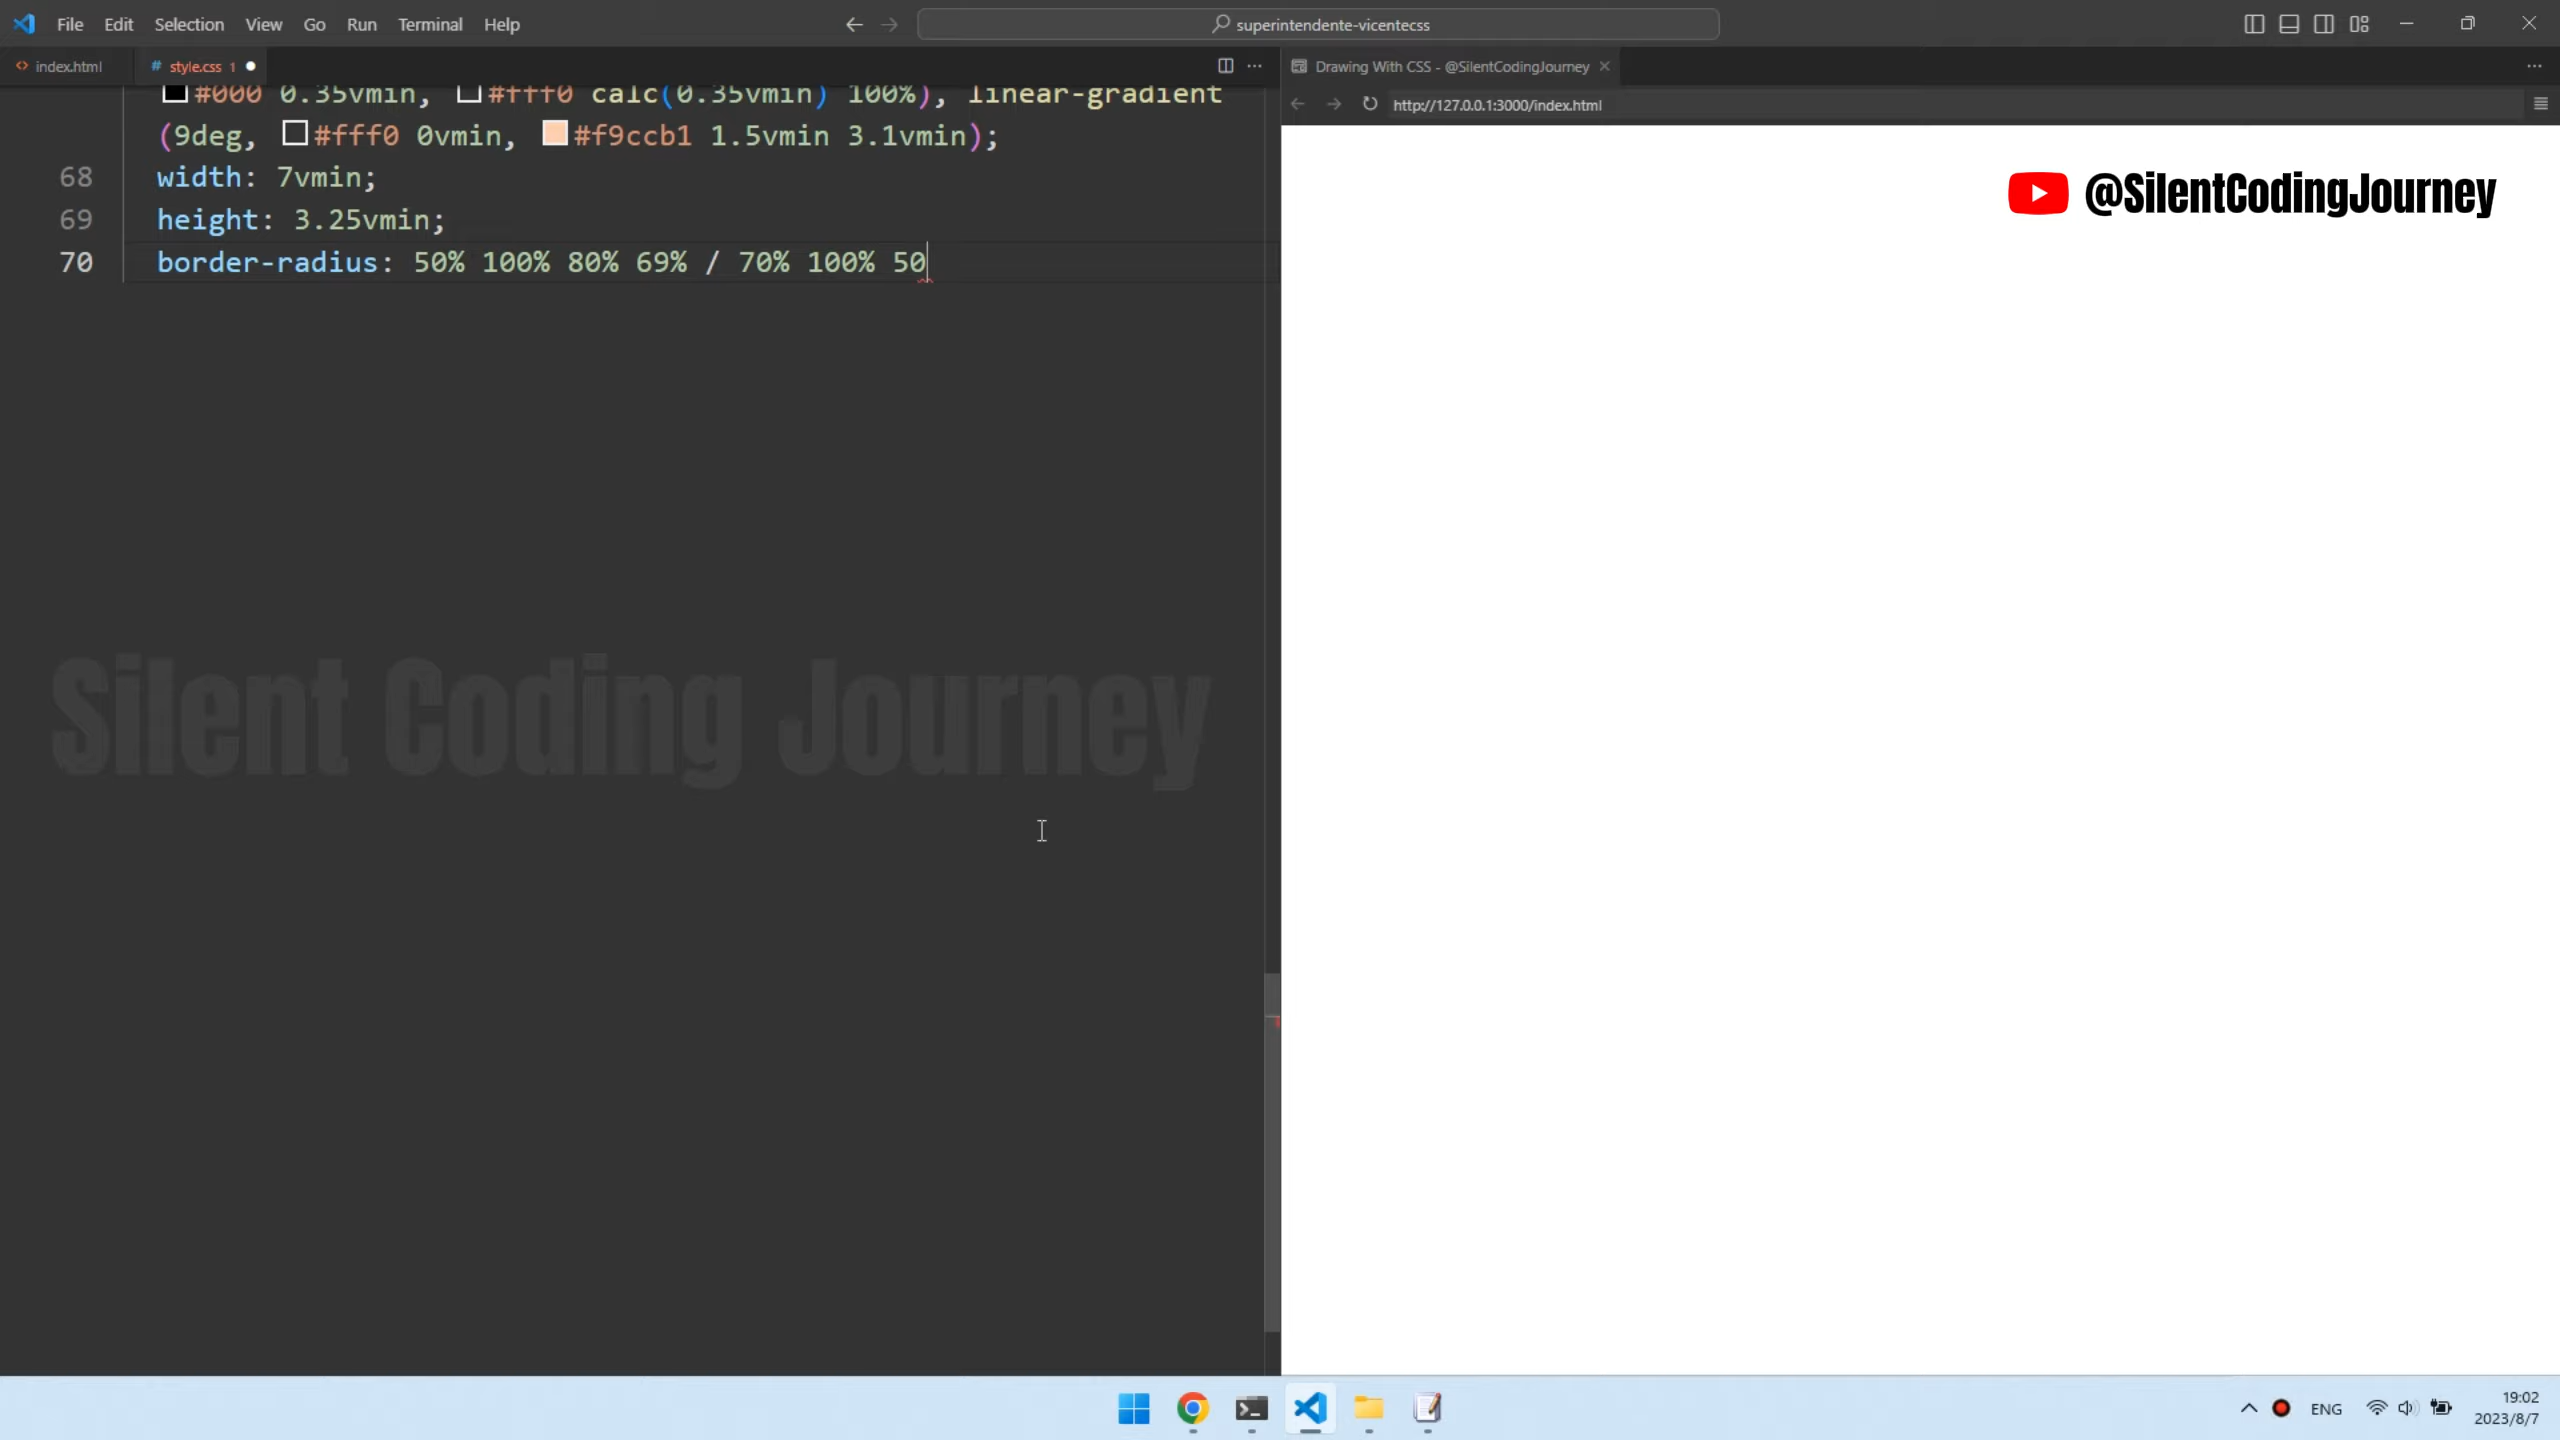 File Edit Selection View Go Run Terminal Help
superintendente-vicentecss
index.html
# style.css 1
Drawing With CSS - @SilentCodingJourney
http://127.0.0.1:3000/index.html
#000 0.35vmin, #fff0 calc(0.35vmin) 100%), linear-gradient
(9deg, #fff0 0vmin, #f9ccb1 1.5vmin 3.1vmin);
68 width: 7vmin;
69 height: 3.25vmin;
70 border-radius: 50% 100% 80% 69% / 70% 100% 50
@SilentCodingJourney
Silent Coding Journey
ENG
19:02
2023/8/7